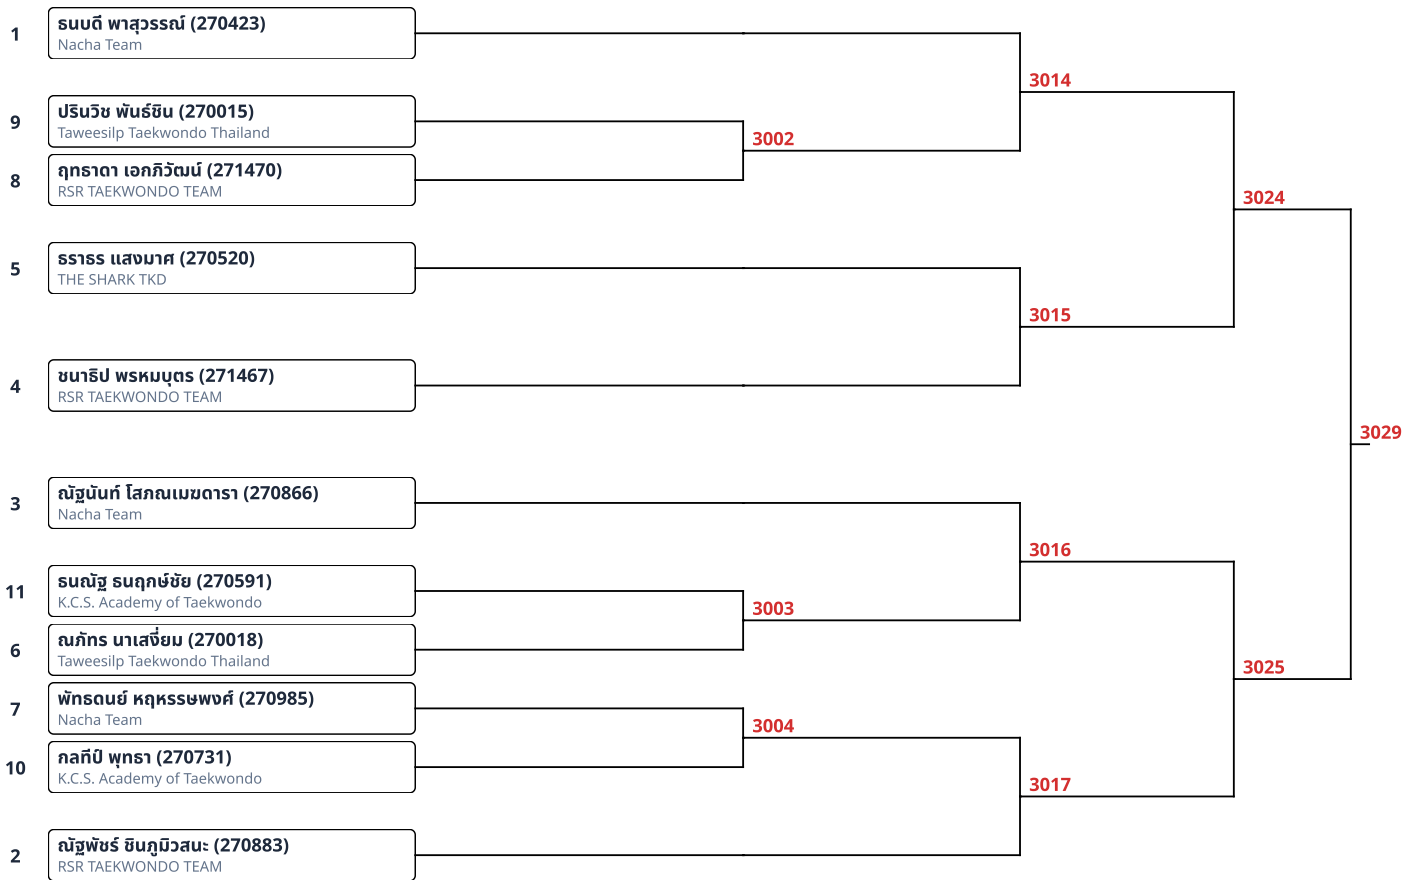 1
ธนบดี พาสุวรรณ์ (270423)
Nacha Team
3014
9
ปรินวิช พันธ์ชิน (270015)
Taweesilp Taekwondo Thailand
3002
8
ฤทธาดา เอกภิวัฒน์ (271470)
RSR TAEKWONDO TEAM
3024
5
ธราธร แสงมาศ (270520)
THE SHARK TKD
3015
4
ชนาธิป พรหมบุตร (271467)
RSR TAEKWONDO TEAM
3029
3
ณัฐนันท์ โสภณเมฆดารา (270866)
Nacha Team
3016
11
ธนณัฐ ธนฤกษ์ชัย (270591)
K.C.S. Academy of Taekwondo
3003
6
ณภัทร นาเสงี่ยม (270018)
Taweesilp Taekwondo Thailand
3025
7
พัทธดนย์ หฤหรรษพงศ์ (270985)
Nacha Team
3004
10
กลทีป์ พุทธา (270731)
K.C.S. Academy of Taekwondo
3017
2
ณัฐพัชร์ ชินภูมิวสนะ (270883)
RSR TAEKWONDO TEAM